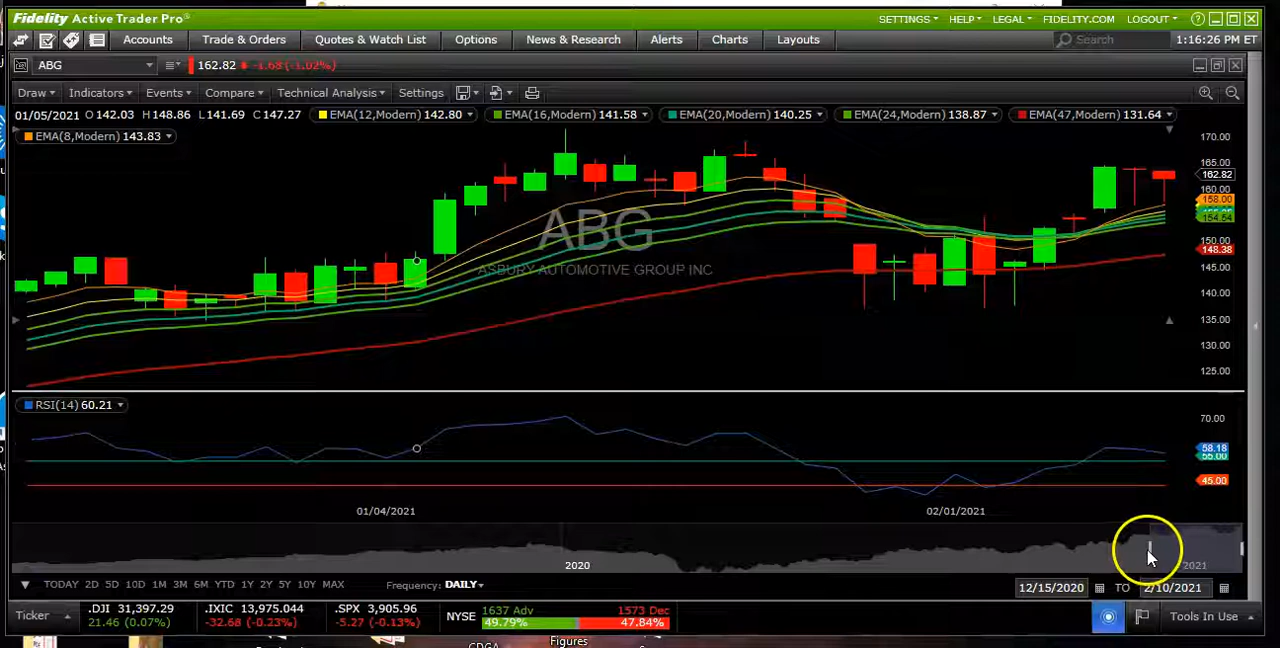 Fidelity Active Trader Pro®
SETTINGS HELP LEGAL FIDELITY.COM LOGOUT
Accounts Trade & Orders Quotes & Watch List Options News & Research Alerts Charts Layouts Search 1:16:26 PM ET
ABG 162.82 -1.68 (-1.02%)
Draw Indicators Events Compare Technical Analysis Settings
01/05/2021 O 142.03 H 148.86 L 141.69 C 147.27 EMA(12,Modern) 142.80 EMA(16,Modern) 141.58 EMA(20,Modern) 140.25 EMA(24,Modern) 138.87 EMA(47,Modern) 131.64
EMA(8,Modern) 143.83
170.00
165.00
162.82
160.00
158.00
154.54
150.00
148.38
145.00
140.00
135.00
130.00
125.00
ABG
ASBURY AUTOMOTIVE GROUP INC
RSI(14) 60.21
70.00
58.18
55.00
45.00
01/04/2021 02/01/2021
2020 2021
TODAY 2D 5D 10D 1M 3M 6M YTD 1Y 2Y 5Y 10Y MAX Frequency: DAILY 12/15/2020 TO 2/10/2021
Ticker .DJI 31,397.29 .IXIC 13,975.044 .SPX 3,905.96 NYSE 1637 Adv 1573 Dec Tools In Use
21.46 (0.07%) -32.68 (-0.23%) -5.27 (-0.13%) 49.79% 47.84%
Figures